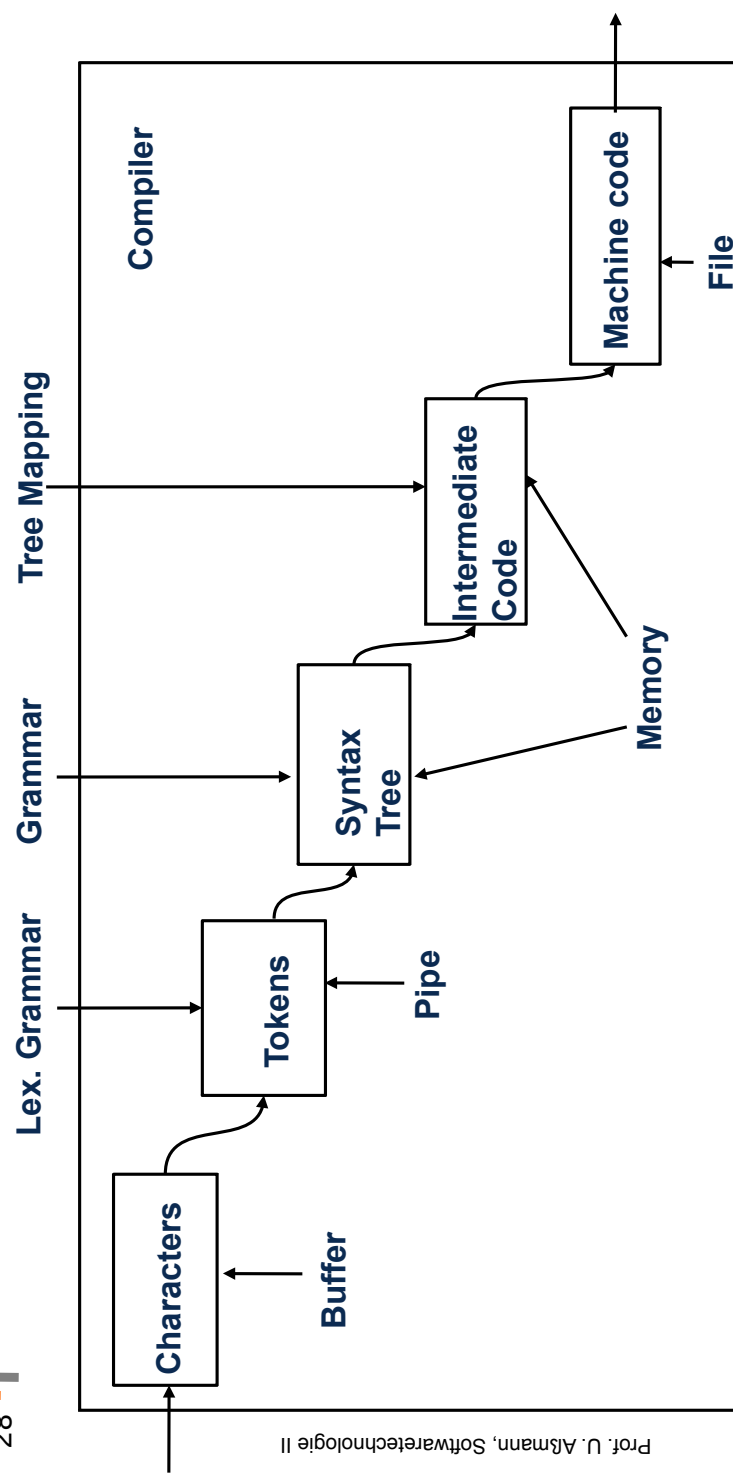 28
Lex. Grammar
Grammar
Tree Mapping
Compiler
Characters
Tokens
Syntax
Tree
Intermediate
Code
Machine code
Buffer
Pipe
Memory
File
Prof. U. Aßmann, Softwaretechnologie II